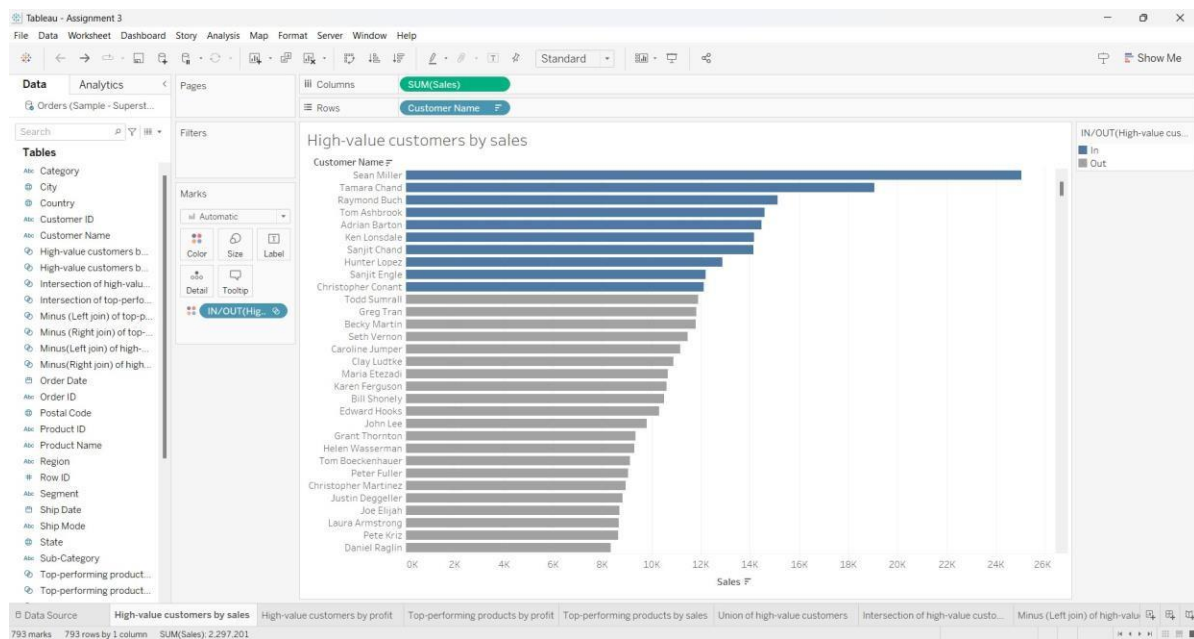 Tableau - Assignment 3
File Data Worksheet Dashboard Story Analysis Map Format Server Window Help
Standard
Show Me
Data
Analytics
Orders (Sample - Superst...
Search
Tables
Abc Category
City
Country
Abc Customer ID
Abc Customer Name
High-value customers b...
High-value customers b...
Intersection of high-valu...
Intersection of top-perfo...
Minus (Left join) of top-p...
Minus (Right join) of top-...
Minus(Left join) of high-...
Minus(Right join) of high...
Order Date
Abc Order ID
Postal Code
Abc Product ID
Abc Product Name
Abc Region
# Row ID
Abc Segment
Ship Date
Abc Ship Mode
State
Abc Sub-Category
Top-performing product...
Top-performing product...
Pages
Filters
Marks
Automatic
Color
Size
Label
Detail
Tooltip
IN/OUT(Hig..
Columns
SUM(Sales)
Rows
Customer Name
High-value customers by sales
Customer Name
Sean Miller
Tamara Chand
Raymond Buch
Tom Ashbrook
Adrian Barton
Ken Lonsdale
Sanjit Chand
Hunter Lopez
Sanjit Engle
Christopher Conant
Todd Sumrall
Greg Tran
Becky Martin
Seth Vernon
Caroline Jumper
Clay Ludtke
Maria Etezadi
Karen Ferguson
Bill Shonely
Edward Hooks
John Lee
Grant Thornton
Helen Wasserman
Tom Boeckenhauer
Peter Fuller
Christopher Martinez
Justin Deggeller
Joe Elijah
Laura Armstrong
Pete Kriz
Daniel Raglin
0K 2K 4K 6K 8K 10K 12K 14K 16K 18K 20K 22K 24K 26K
Sales
IN/OUT(High-value cus...
In
Out
Data Source
High-value customers by sales
High-value customers by profit
Top-performing products by profit
Top-performing products by sales
Union of high-value customers
Intersection of high-value custo...
Minus (Left join) of high-valu
793 marks 793 rows by 1 column SUM(Sales): 2,297,201